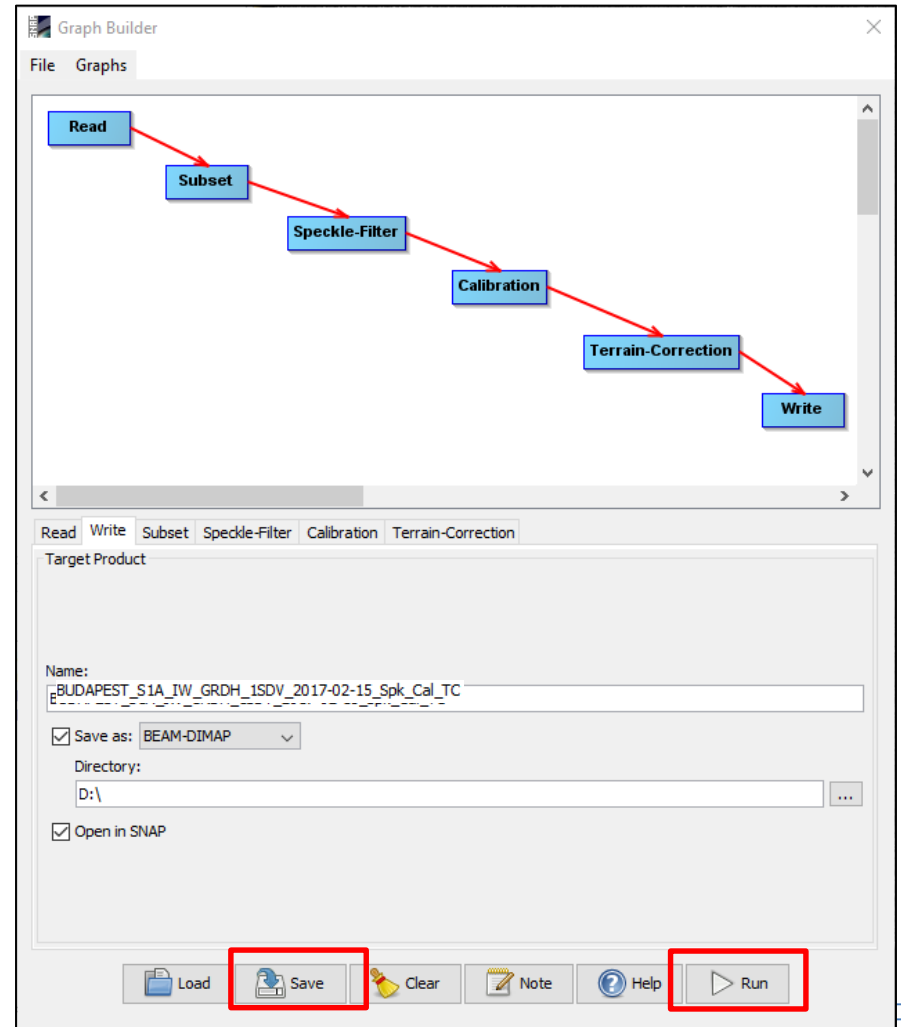 Graph Builder
File Graphs
Read
Subset
Speckle-Filter
Calibration
Terrain-Correction
Write
Read Write Subset Speckle-Filter Calibration Terrain-Correction
Target Product
Name:
BUDAPEST_S1A_IW_GRDH_1SDV_2017-02-15_Spk_Cal_TC
Save as: BEAM-DIMAP
Directory:
D:\
...
Open in SNAP
Load Save Clear Note Help Run